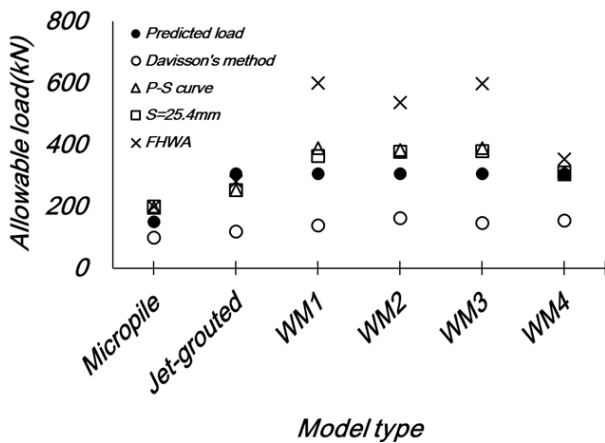 Allowable load(kN)
800
600
400
200
0
Predicted load
Davisson's method
P-S curve
S=25.4mm
FHWA
Micropile
Jet-grouted
WM1
WM2
WM3
WM4
Model type